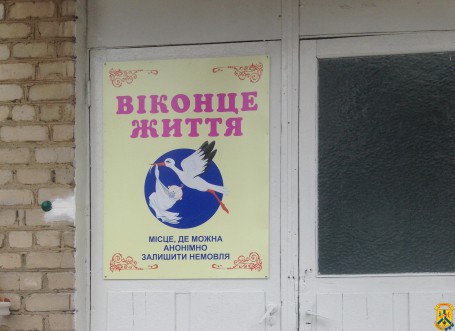 ВІКОНЦЕ
ЖИТТЯ
МІСЦЕ, ДЕ МОЖНА
АНОНІМНО
ЗАЛИШИТИ НЕМОВЛЯ